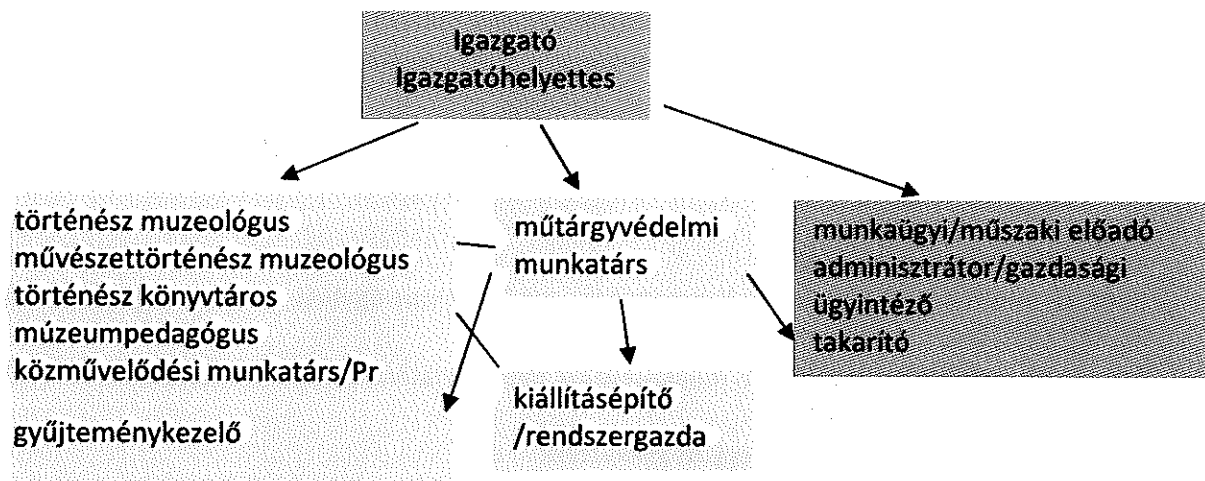 Igazgató
Igazgatóhelyettes
történész muzeológus
művészettörténész muzeológus
történész könyvtáros
múzeumpedagógus
közművelődési munkatárs/Pr
gyűjteménykezelő
műtárgyvédelmi
munkatárs
kiállításépítő
/rendszergazda
munkaügyi/műszaki előadó
adminisztrátor/gazdasági
ügyintéző
takarító